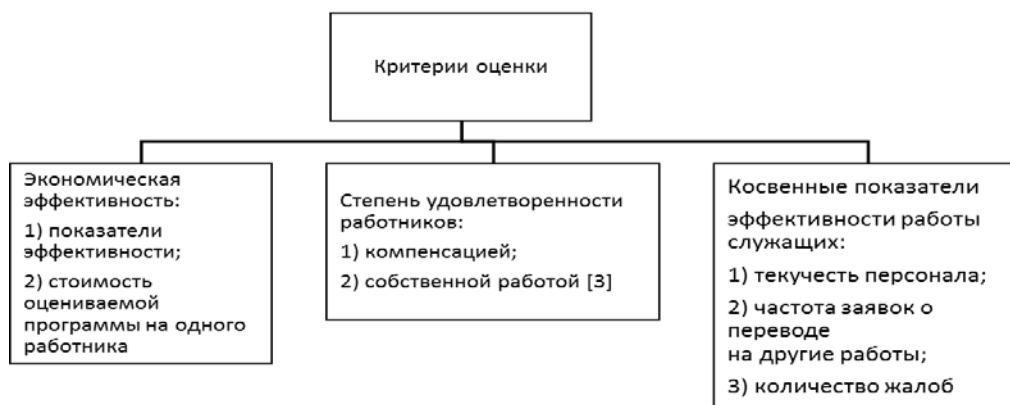 Критерии оценки
Экономическая
эффективность:
1) показатели
эффективности;
2) стоимость
оцениваемой
программы на одного
работника
Степень удовлетворенности
работников:
1) компенсацией;
2) собственной работой [3]
Косвенные показатели
эффективности работы
служащих:
1) текучесть персонала;
2) частота заявок о
переводе
на другие работы;
3) количество жалоб